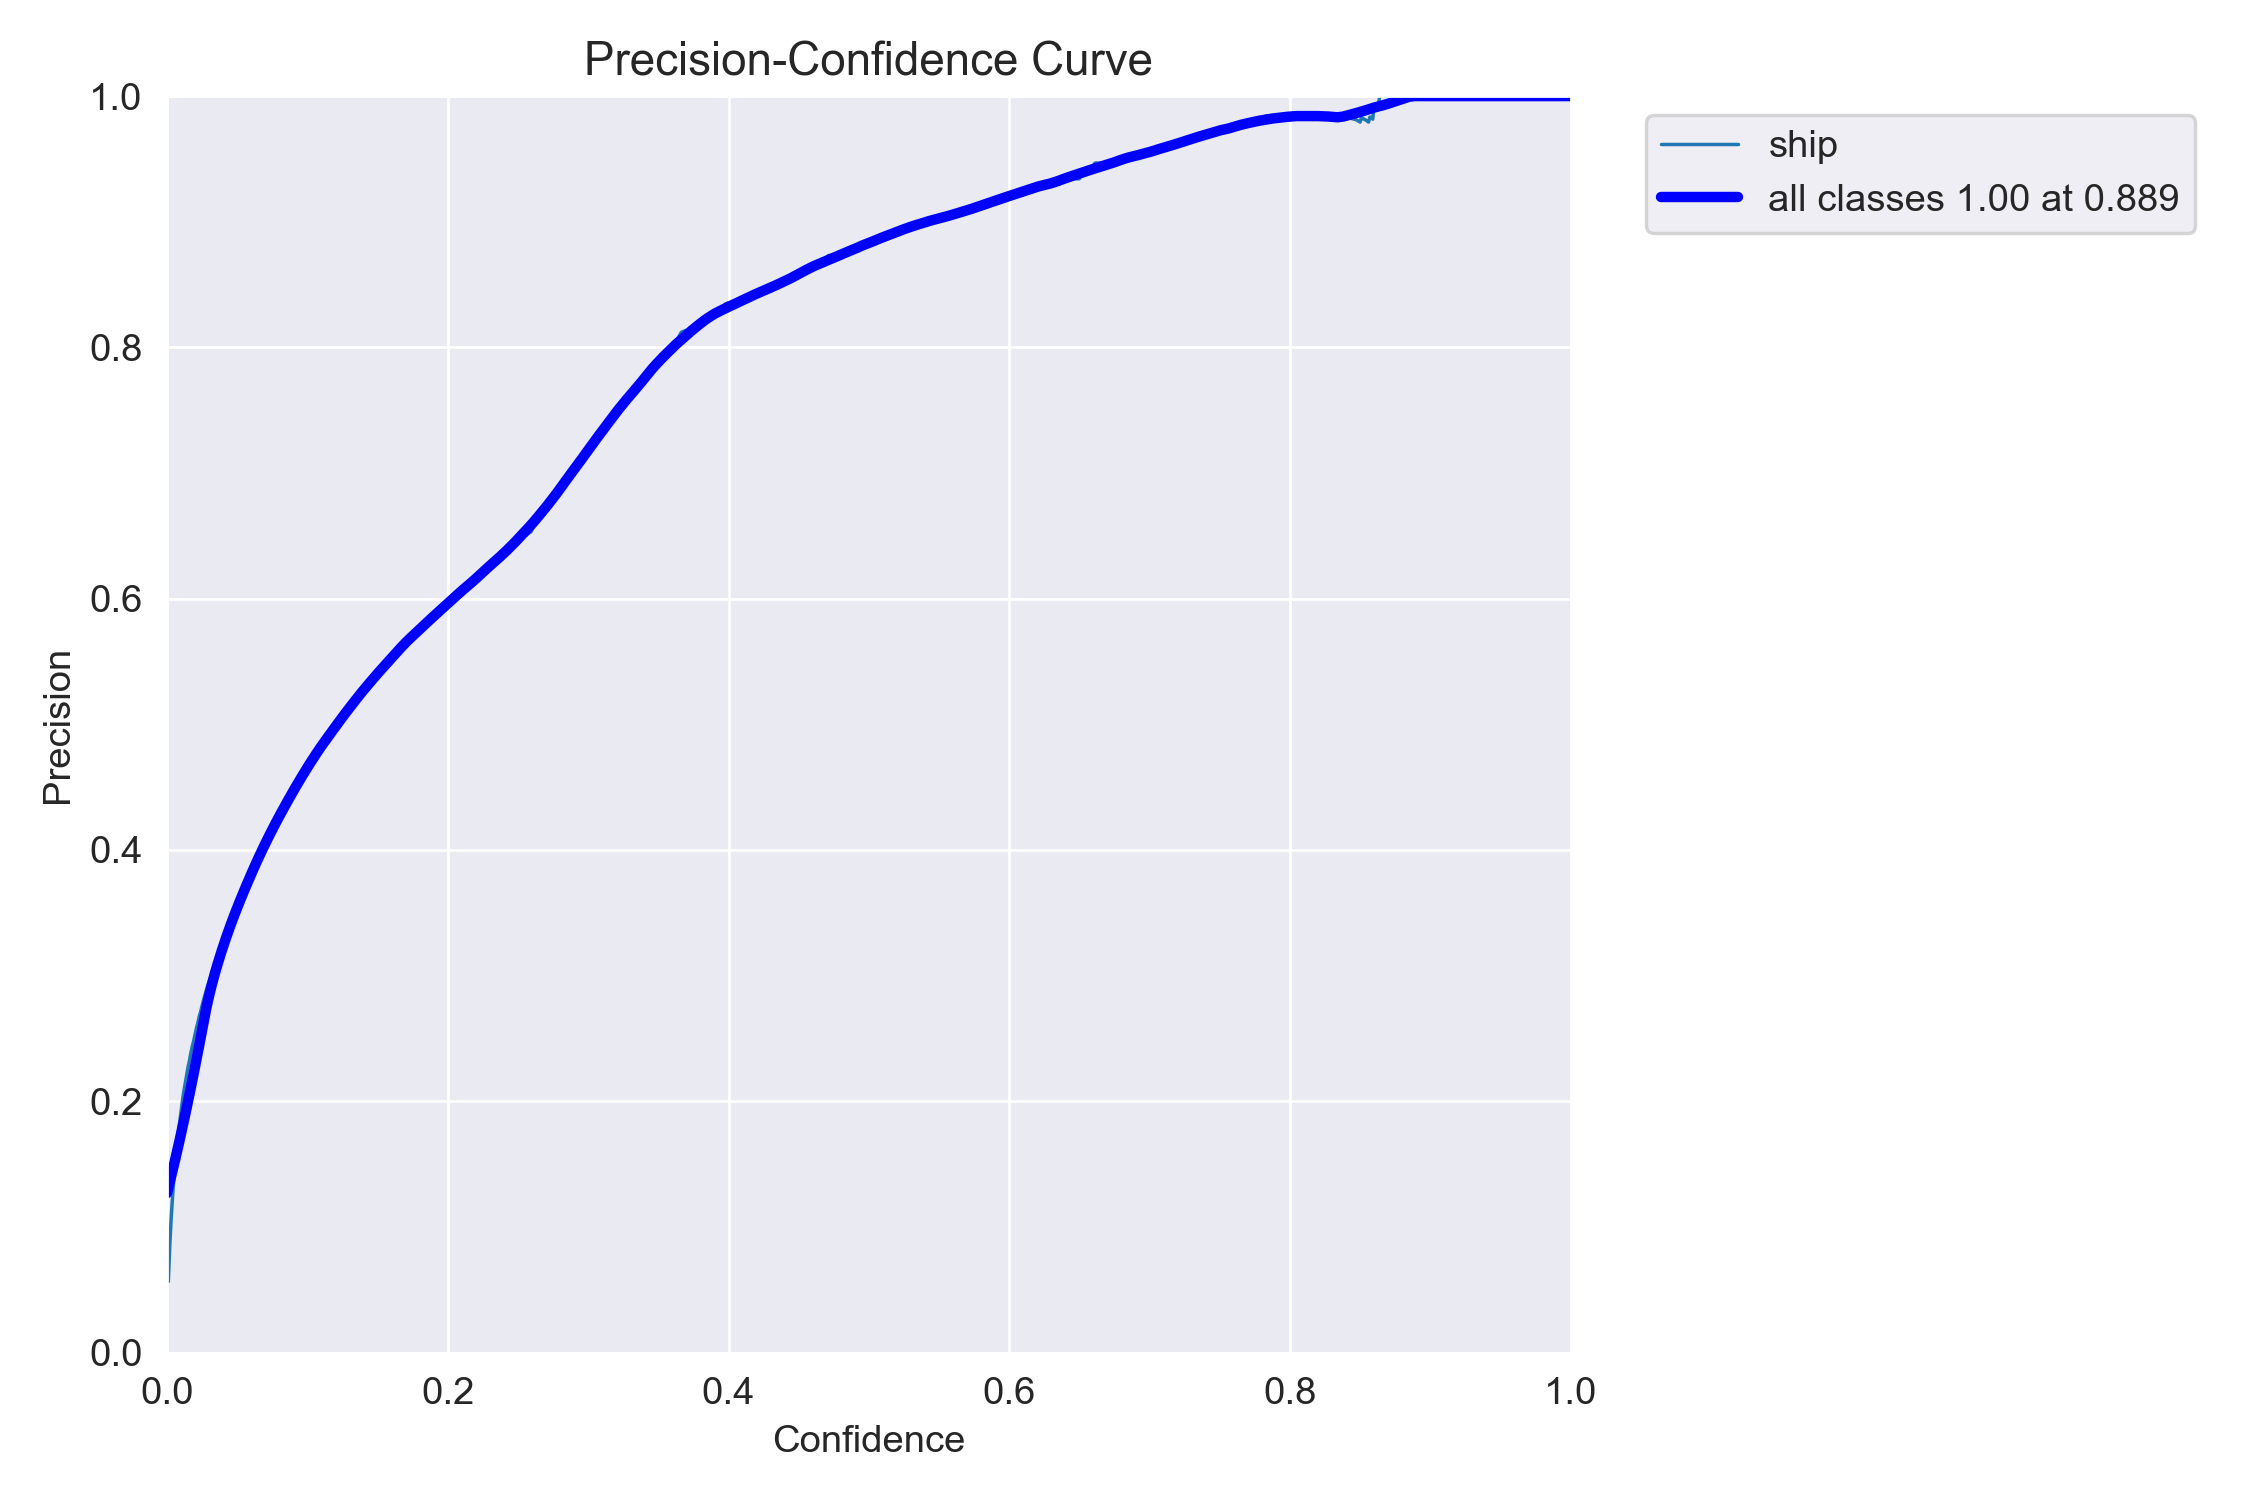 Precision-Confidence Curve
1.0
0.8
0.6
0.4
0.2
0.0
Precision
0.0 0.2 0.4 0.6 0.8 1.0
Confidence
ship
all classes 1.00 at 0.889